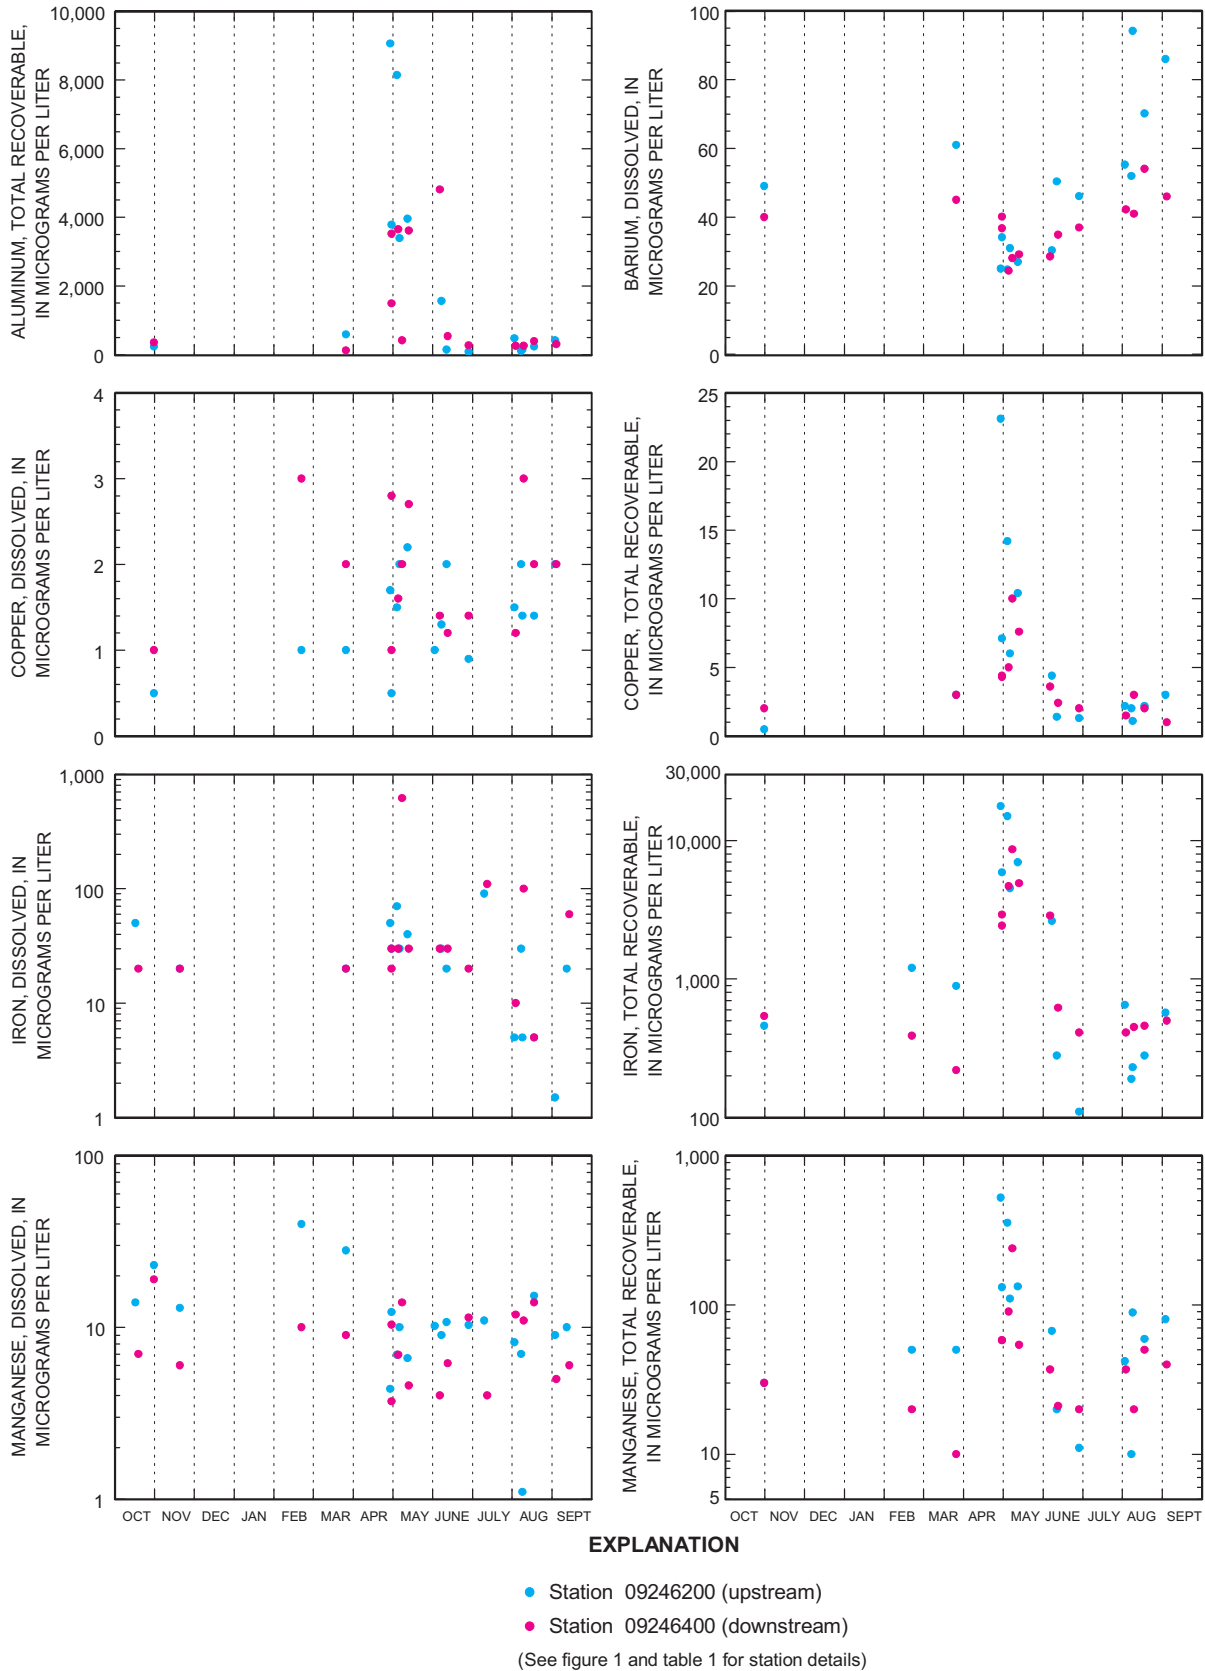 ALUMINUM, TOTAL RECOVERABLE,
IN MICROGRAMS PER LITER
10,000
8,000
6,000
4,000
2,000
0
BARIUM, DISSOLVED, IN
MICROGRAMS PER LITER
100
80
60
40
20
0
COPPER, DISSOLVED, IN
MICROGRAMS PER LITER
4
3
2
1
0
COPPER, TOTAL RECOVERABLE,
IN MICROGRAMS PER LITER
25
20
15
10
5
0
IRON, DISSOLVED, IN
MICROGRAMS PER LITER
1,000
100
10
1
IRON, TOTAL RECOVERABLE,
IN MICROGRAMS PER LITER
30,000
10,000
1,000
100
MANGANESE, DISSOLVED, IN
MICROGRAMS PER LITER
100
10
1
OCT NOV DEC JAN FEB MAR APR MAY JUNE JULY AUG SEPT
MANGANESE, TOTAL RECOVERABLE,
IN MICROGRAMS PER LITER
1,000
100
10
5
OCT NOV DEC JAN FEB MAR APR MAY JUNE JULY AUG SEPT
EXPLANATION
Station 09246200 (upstream)
Station 09246400 (downstream)
(See figure 1 and table 1 for station details)